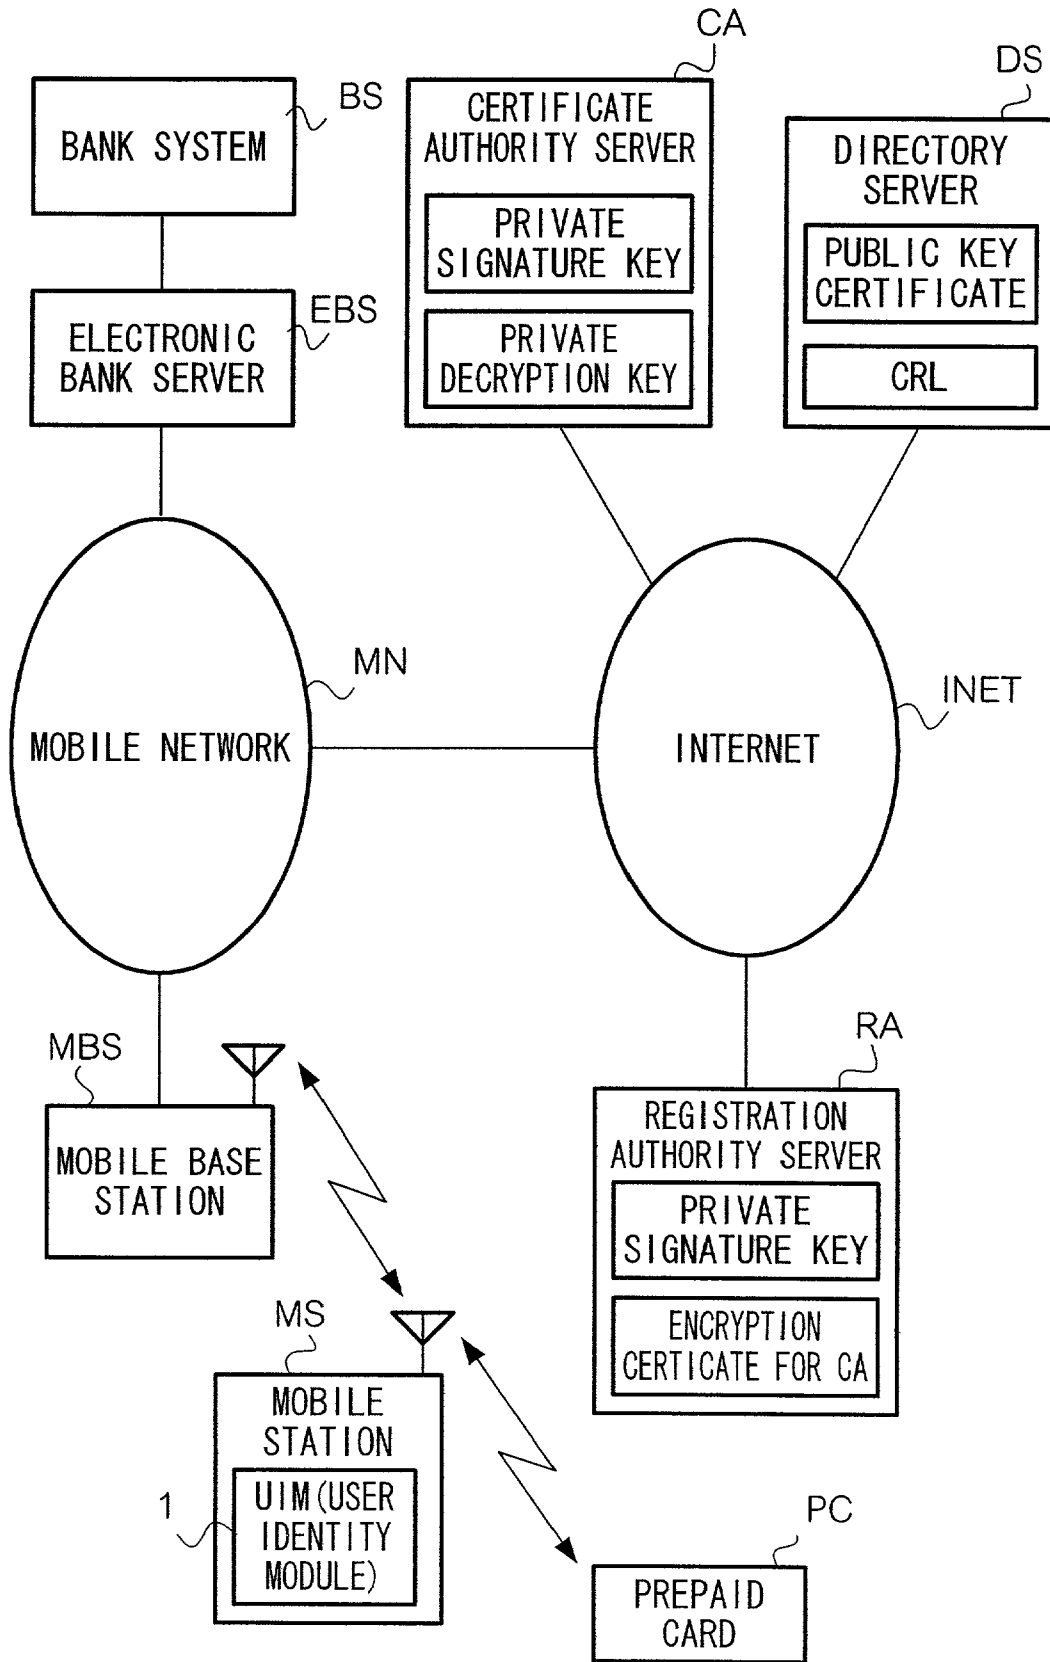 CA
DS
BS
BANK SYSTEM
CERTIFICATE
AUTHORITY SERVER
PRIVATE
SIGNATURE KEY
PRIVATE
DECRYPTION KEY
DIRECTORY
SERVER
PUBLIC KEY
CERTIFICATE
CRL
EBS
ELECTRONIC
BANK SERVER
MN
MOBILE NETWORK
INET
INTERNET
MBS
MOBILE BASE
STATION
RA
REGISTRATION
AUTHORITY SERVER
PRIVATE
SIGNATURE KEY
ENCRYPTION
CERTICATE FOR CA
MS
MOBILE
STATION
1
UIM(USER
IDENTITY
MODULE)
PC
PREPAID
CARD